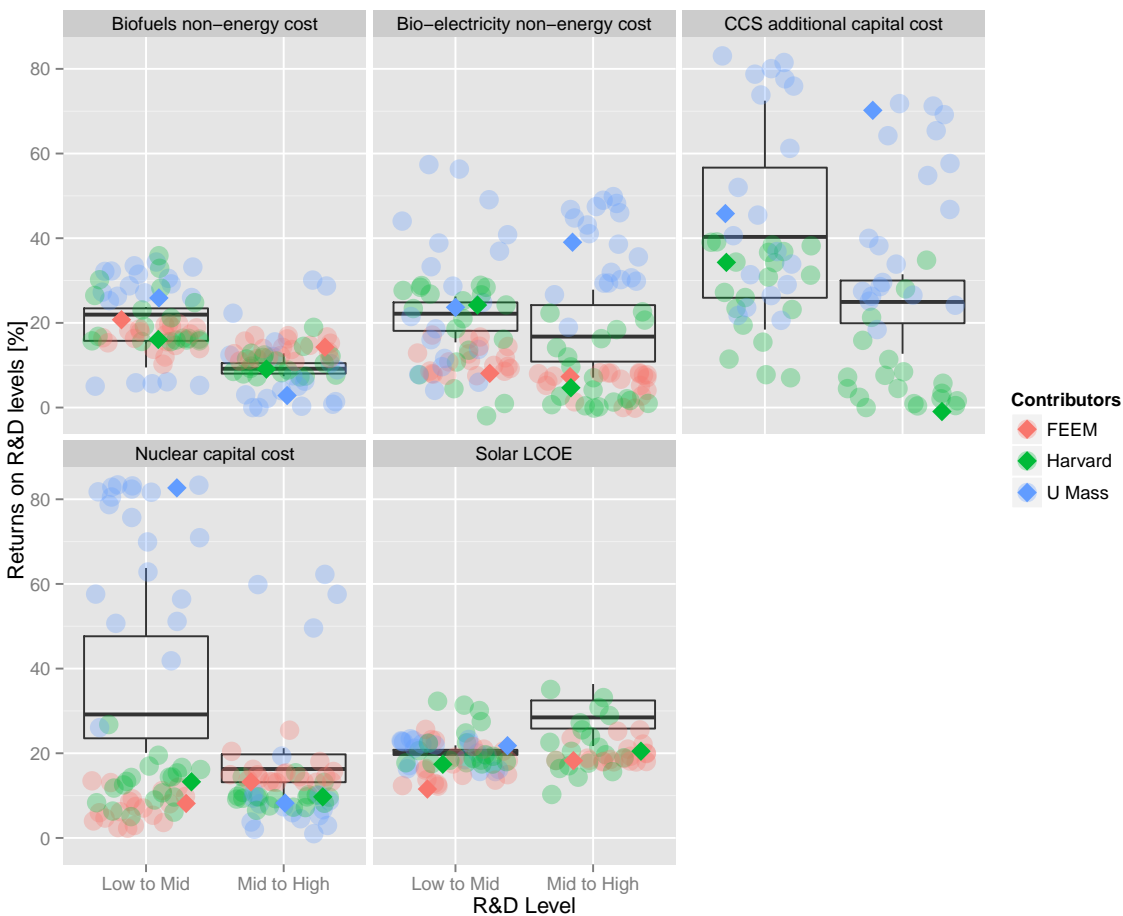 Biofuels non−energy cost
Bio−electricity non−energy cost
CCS additional capital cost
80
60
40
20
0
Nuclear capital cost
Solar LCOE
80
60
40
20
0
Low to Mid
Mid to High
Low to Mid
Mid to High
R&D Level
Returns on R&D levels [%]
Contributors
FEEM
Harvard
U Mass